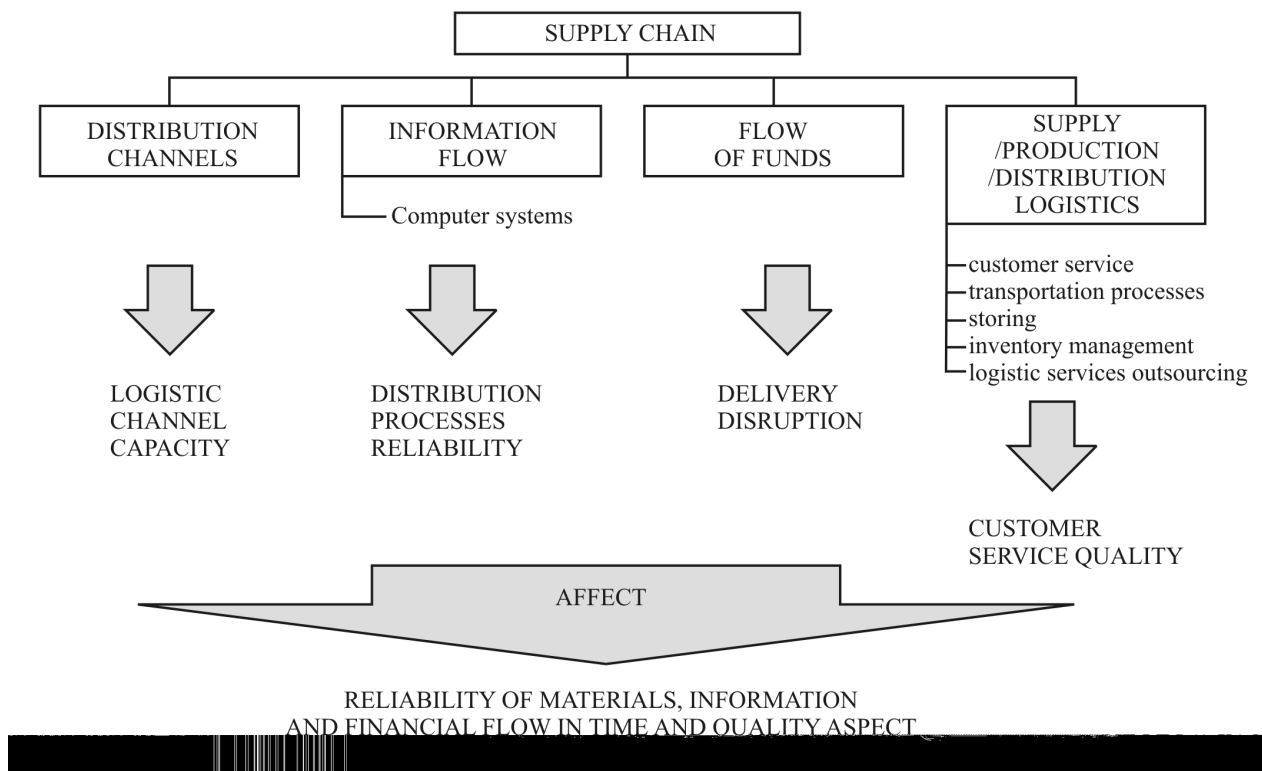 SUPPLY CHAIN
DISTRIBUTION
CHANNELS
INFORMATION
FLOW
FLOW
OF FUNDS
SUPPLY
/PRODUCTION
/DISTRIBUTION
LOGISTICS
Computer systems
customer service
transportation processes
storing
inventory management
logistic services outsourcing
LOGISTIC
CHANNEL
CAPACITY
DISTRIBUTION
PROCESSES
RELIABILITY
DELIVERY
DISRUPTION
CUSTOMER
SERVICE QUALITY
AFFECT
RELIABILITY OF MATERIALS, INFORMATION
AND FINANCIAL FLOW IN TIME AND QUALITY ASPECT